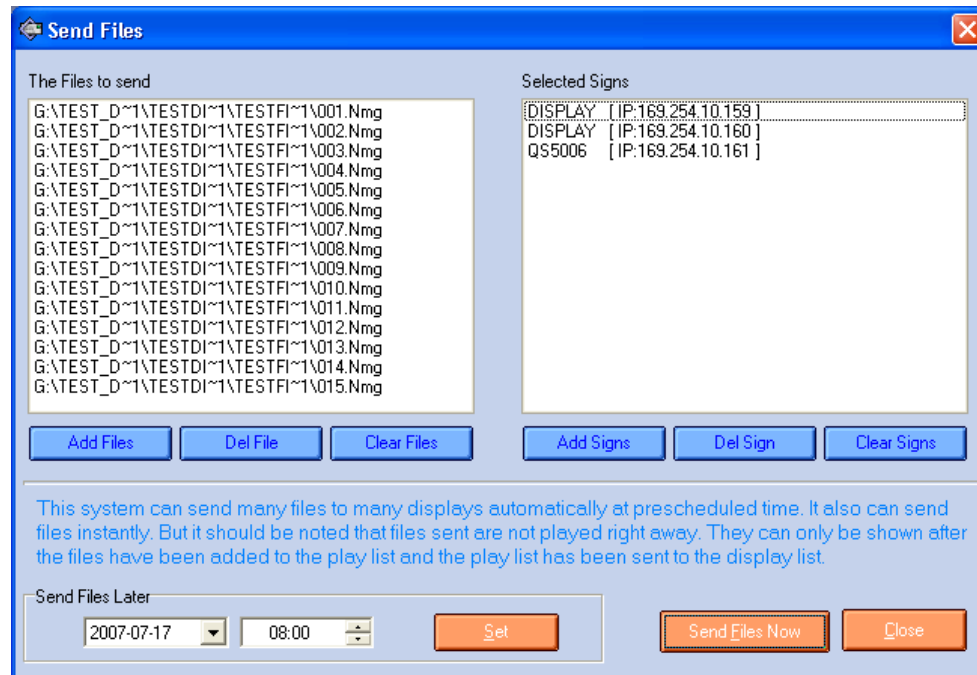 Send Files
The Files to send
G:\TEST_D~1\TESTDI~1\TESTFI~1\001.Nmg
G:\TEST_D~1\TESTDI~1\TESTFI~1\002.Nmg
G:\TEST_D~1\TESTDI~1\TESTFI~1\003.Nmg
G:\TEST_D~1\TESTDI~1\TESTFI~1\004.Nmg
G:\TEST_D~1\TESTDI~1\TESTFI~1\005.Nmg
G:\TEST_D~1\TESTDI~1\TESTFI~1\006.Nmg
G:\TEST_D~1\TESTDI~1\TESTFI~1\007.Nmg
G:\TEST_D~1\TESTDI~1\TESTFI~1\008.Nmg
G:\TEST_D~1\TESTDI~1\TESTFI~1\009.Nmg
G:\TEST_D~1\TESTDI~1\TESTFI~1\010.Nmg
G:\TEST_D~1\TESTDI~1\TESTFI~1\011.Nmg
G:\TEST_D~1\TESTDI~1\TESTFI~1\012.Nmg
G:\TEST_D~1\TESTDI~1\TESTFI~1\013.Nmg
G:\TEST_D~1\TESTDI~1\TESTFI~1\014.Nmg
G:\TEST_D~1\TESTDI~1\TESTFI~1\015.Nmg
Add Files Del File Clear Files
Selected Signs
DISPLAY [ IP:169.254.10.159 ]
DISPLAY [ IP:169.254.10.160 ]
QS5006 [ IP:169.254.10.161 ]
Add Signs Del Sign Clear Signs
This system can send many files to many displays automatically at prescheduled time. It also can send
files instantly. But it should be noted that files sent are not played right away. They can only be shown after
the files have been added to the play list and the play list has been sent to the display list.
Send Files Later
2007-07-17 08:00 Set
Send Files Now Close